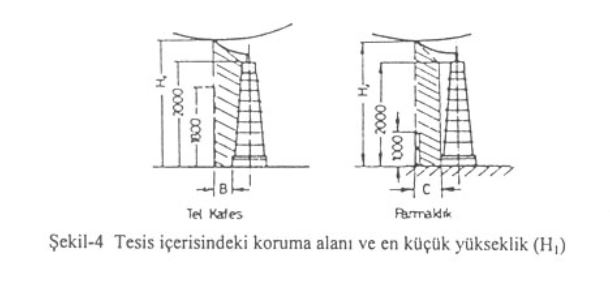 H₁
2000
1800
B
Tel Kafes
H₁
2000
1000
C
Parmaklık
Şekil-4 Tesis içerisindeki koruma alanı ve en küçük yükseklik (H₁)